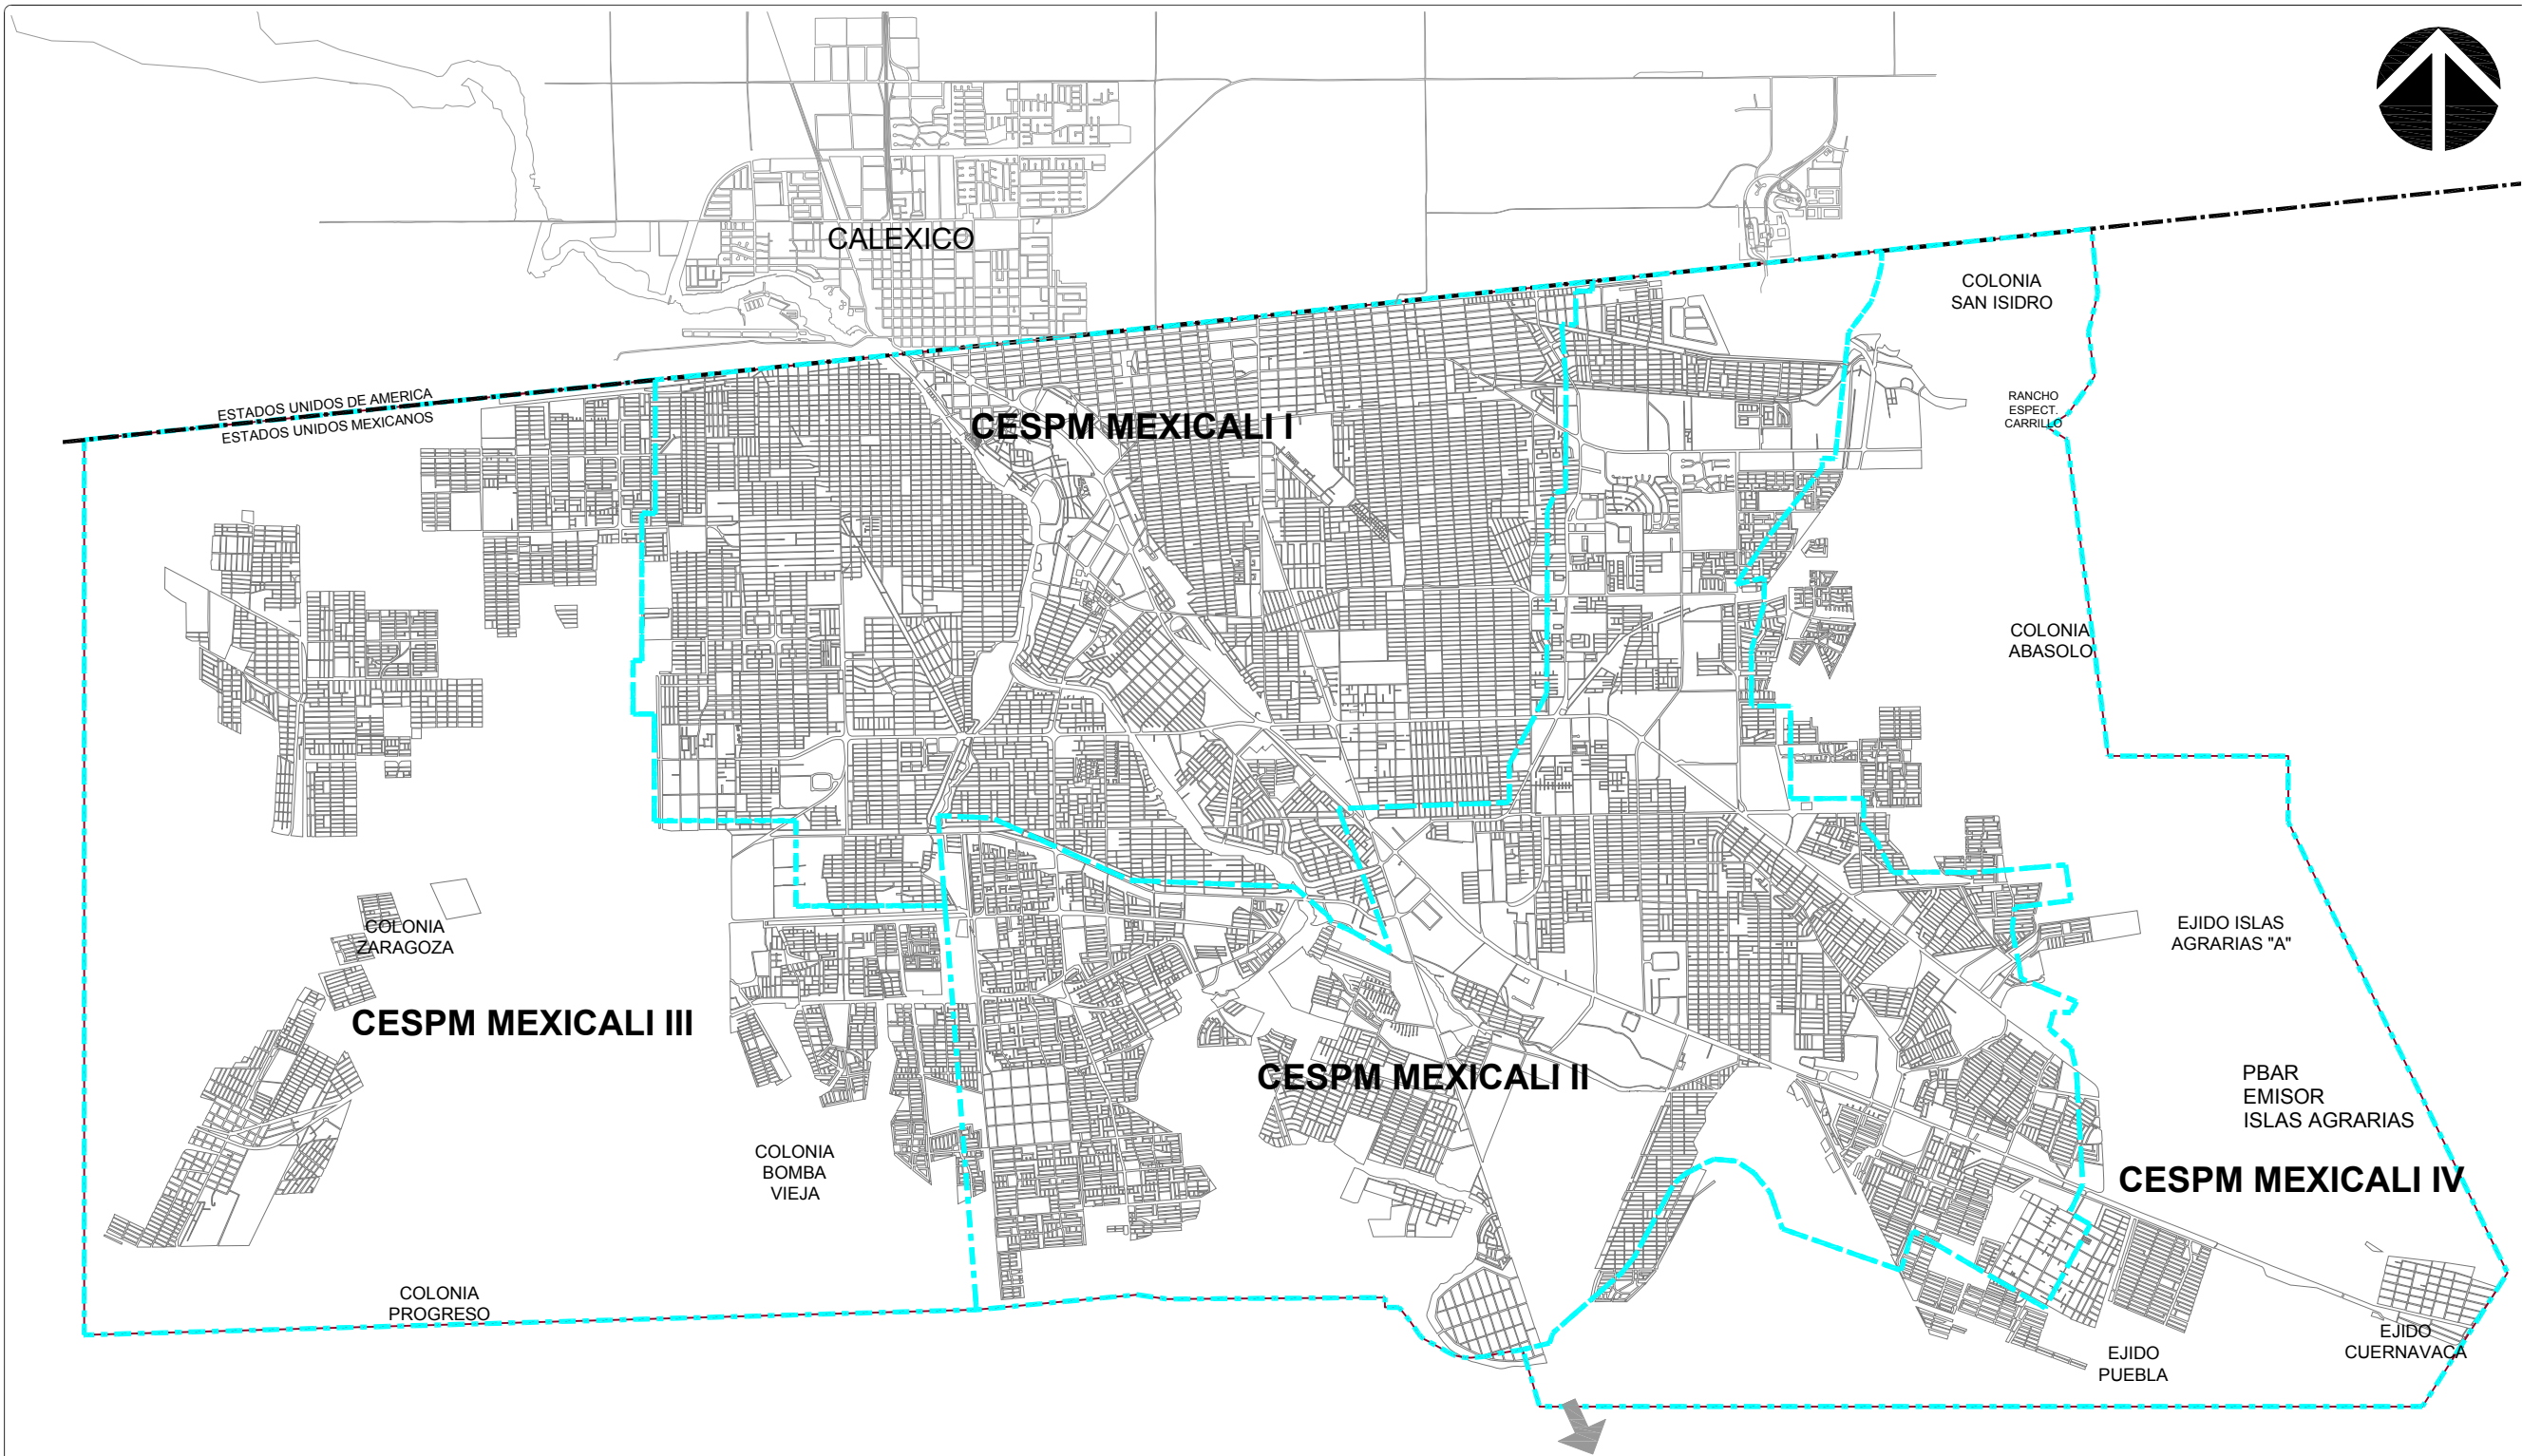 CALEXICO
COLONIA
SAN ISIDRO
ESTADOS UNIDOS DE AMERICA
ESTADOS UNIDOS MEXICANOS
RANCHO
ESPECT.
CARRILLO
CESPM MEXICALI I
COLONIA
ABASOLO
COLONIA
ZARAGOZA
EJIDO ISLAS
AGRARIAS "A"
CESPM MEXICALI III
CESPM MEXICALI II
PBAR
EMISOR
ISLAS AGRARIAS
COLONIA
BOMBA
VIEJA
CESPM MEXICALI IV
COLONIA
PROGRESO
EJIDO
PUEBLA
EJIDO
CUERNAVACA